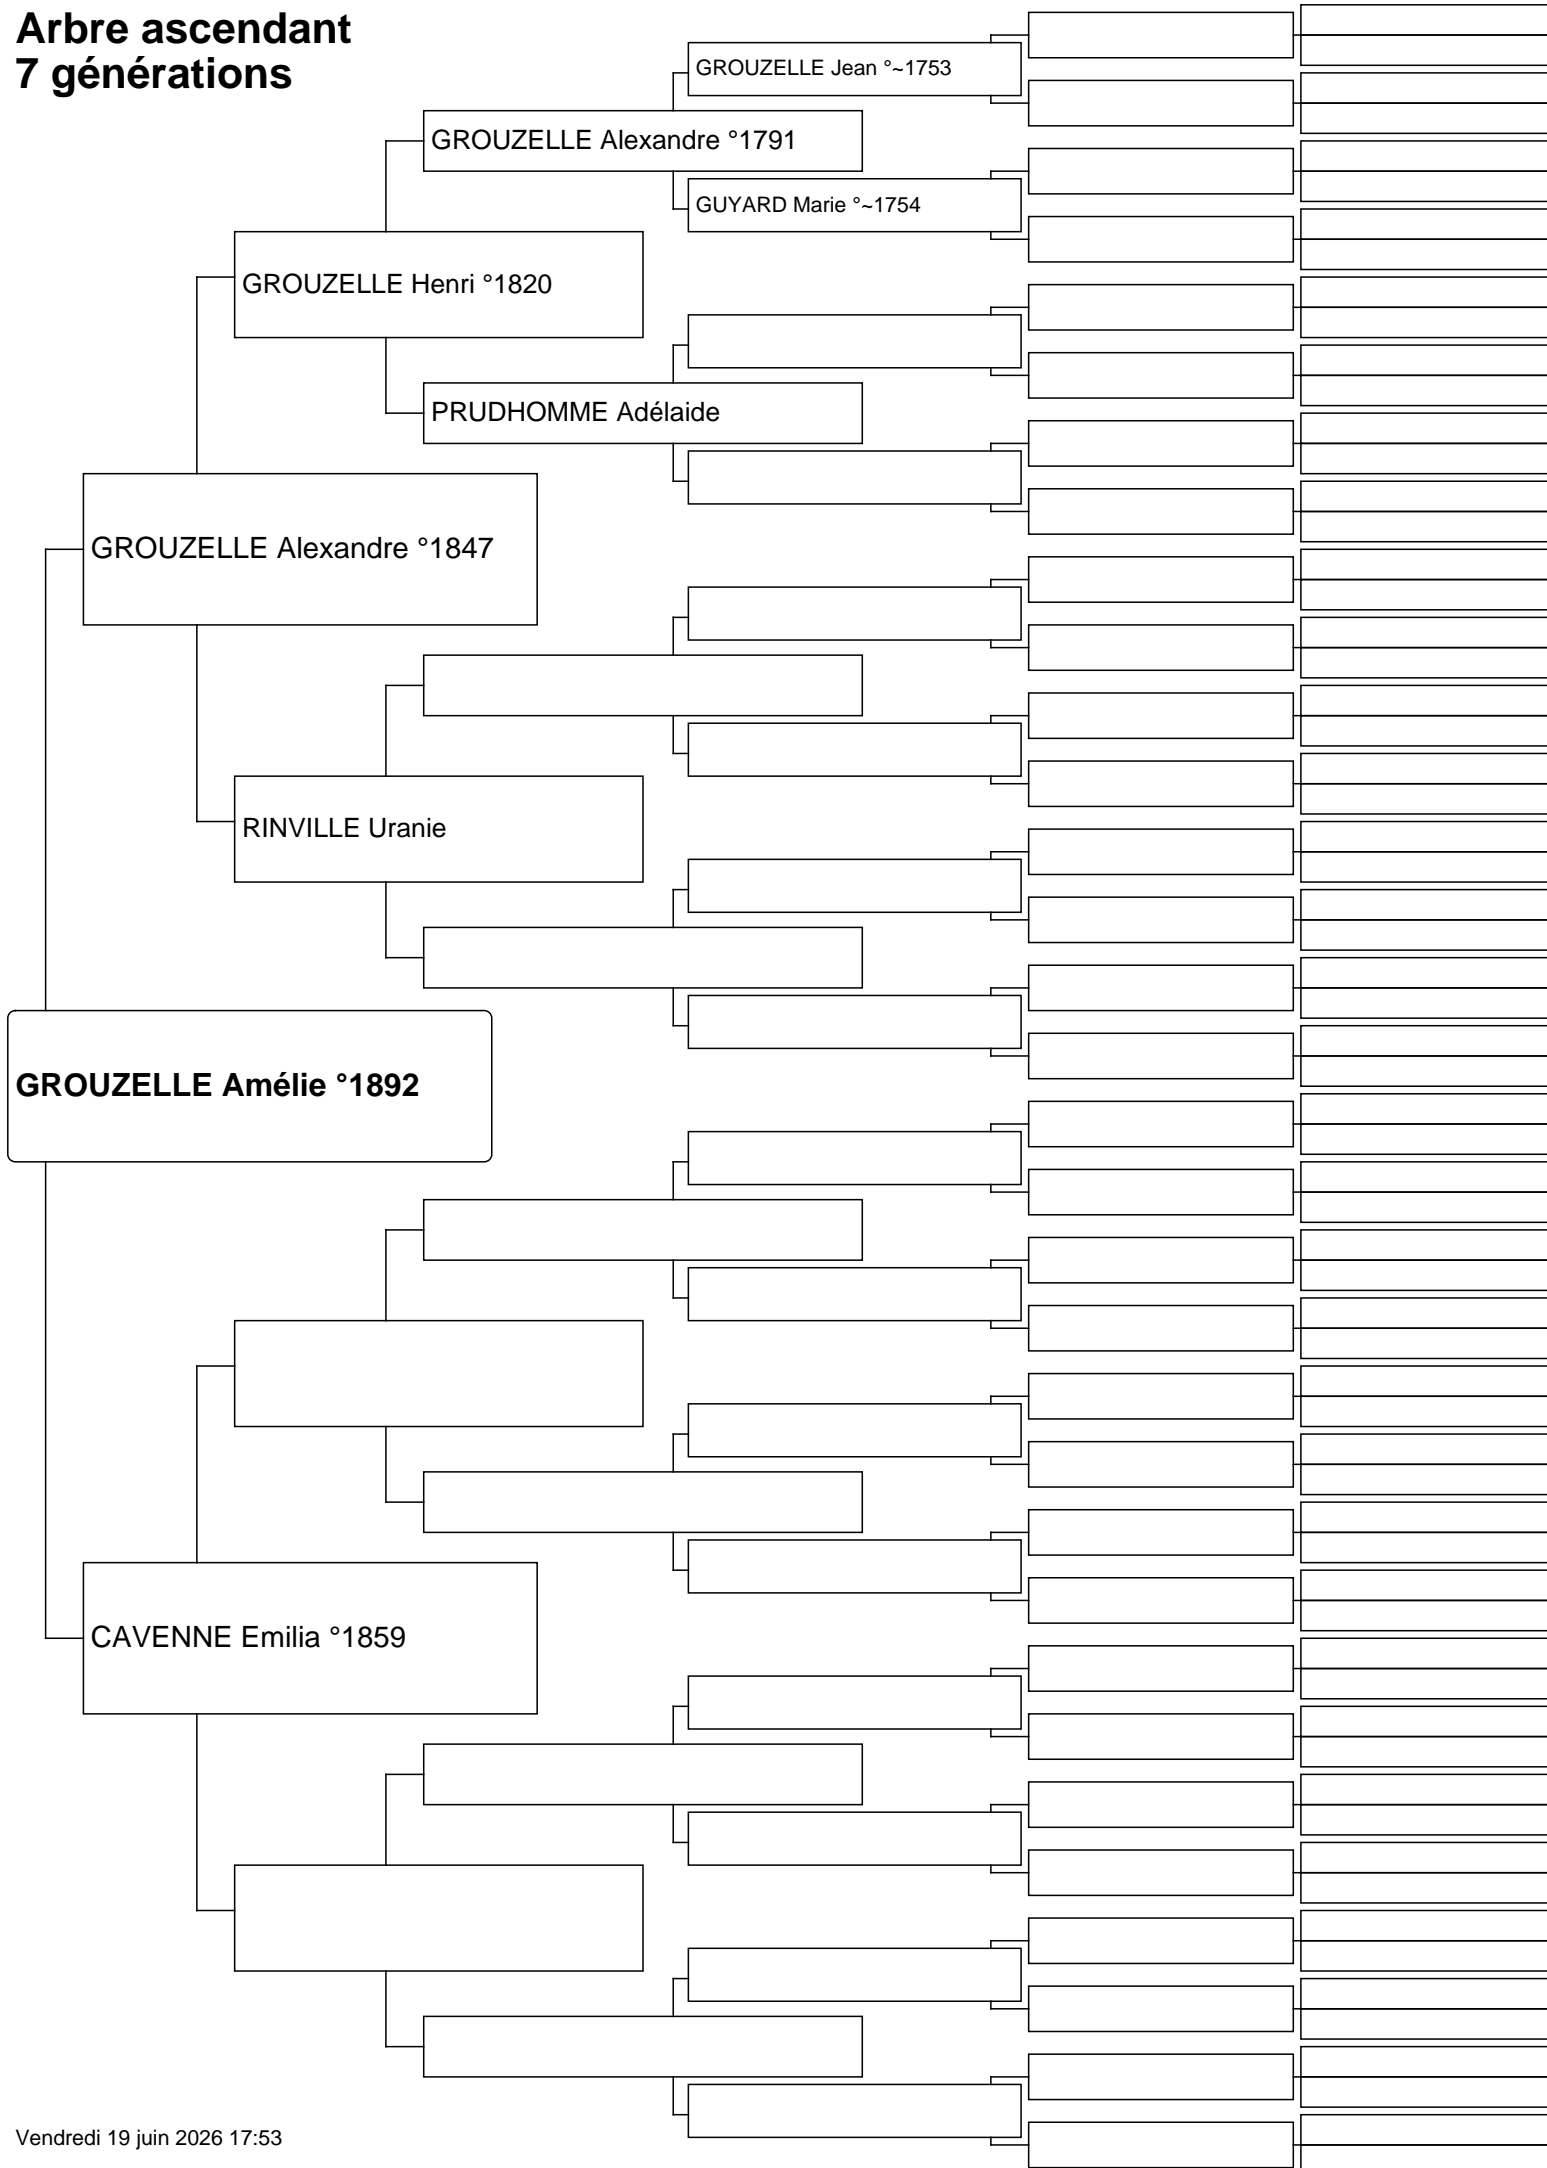 Arbre ascendant
7 générations
GROUZELLE Jean °~1753
GROUZELLE Alexandre °1791
GUYARD Marie °~1754
GROUZELLE Henri °1820
PRUDHOMME Adélaide
GROUZELLE Alexandre °1847
RINVILLE Uranie
GROUZELLE Amélie °1892
CAVENNE Emilia °1859
Vendredi 19 juin 2026 17:53